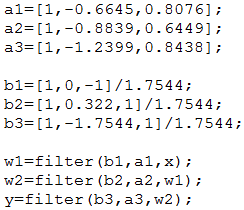 a1=[1,-0.6645,0.8076];
a2=[1,-0.8839,0.6449];
a3=[1,-1.2399,0.8438];
b1=[1,0,-1]/1.7544;
b2=[1,0.322,1]/1.7544;
b3=[1,-1.7544,1]/1.7544;
w1=filter(b1,a1,x);
w2=filter(b2,a2,w1);
y=filter(b3,a3,w2);